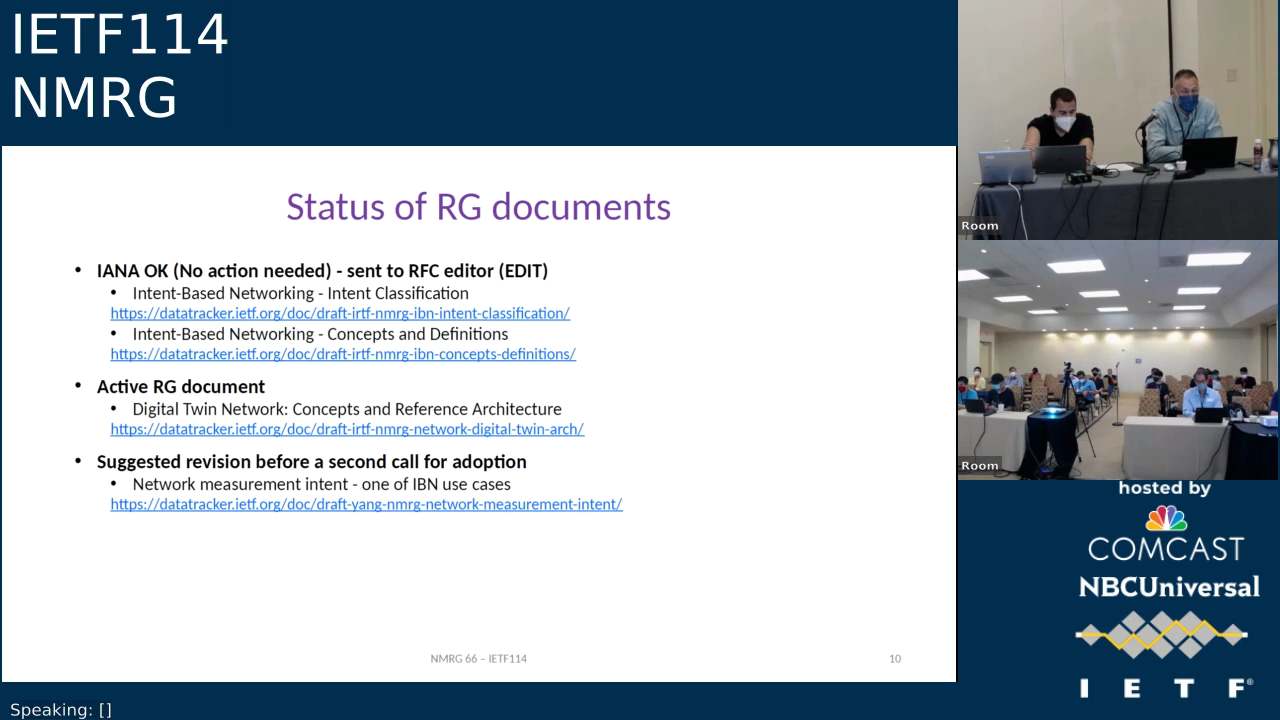 IETF114
NMRG
Status of RG documents
• IANA OK (No action needed) - sent to RFC editor (EDIT)
• Intent-Based Networking - Intent Classification
https://datatracker.ietf.org/doc/draft-irtf-nmrg-ibn-intent-classification/
• Intent-Based Networking - Concepts and Definitions
https://datatracker.ietf.org/doc/draft-irtf-nmrg-ibn-concepts-definitions/
• Active RG document
• Digital Twin Network: Concepts and Reference Architecture
https://datatracker.ietf.org/doc/draft-irtf-nmrg-network-digital-twin-arch/
• Suggested revision before a second call for adoption
• Network measurement intent - one of IBN use cases
https://datatracker.ietf.org/doc/draft-yang-nmrg-network-measurement-intent/
NMRG 66 – IETF114
10
Speaking: []
Room
Room
hosted by
COMCAST
NBCUniversal
I E T F®